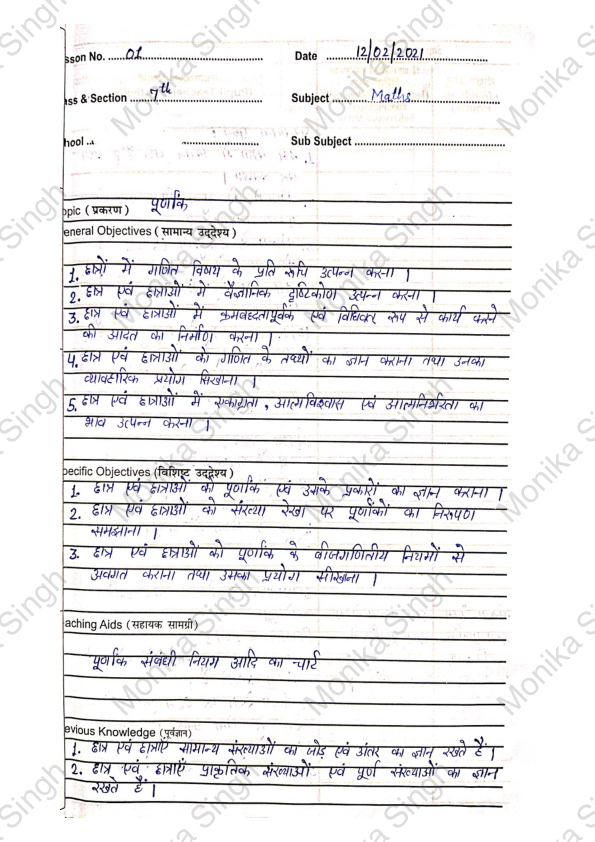 sson No. 01 Date 12/02/2021
ass & Section 7th Subject Maths
hool Sub Subject
opic ( प्रकरण ) पूर्णांक
eneral Objectives ( सामान्य उद्देश्य )
1. छात्रों में गणित विषय के प्रति रुचि उत्पन्न करना ।
2. छात्र एवं छात्राओं में वैज्ञानिक दृष्टिकोण उत्पन्न करना ।
3. छात्र एवं छात्राओं में क्रमबद्धतापूर्वक एवं विधिवत रूप से कार्य करने
की आदत का निर्माण करना ।
4. छात्र एवं छात्राओं को गणित के तथ्यों का ज्ञान कराना तथा उनका
व्यावहारिक प्रयोग सिखाना ।
5. छात्र एवं छात्राओं में एकाग्रता, आत्मविश्वास एवं आत्मनिर्भरता का
भाव उत्पन्न करना ।
pecific Objectives (विशिष्ट उद्देश्य )
1. छात्र एवं छात्राओं को पूर्णांक एवं उसके प्रकारों का ज्ञान कराना ।
2. छात्र एवं छात्राओं को संख्या रेखा पर पूर्णांकों का निरूपण
समझाना ।
3. छात्र एवं छात्राओं को पूर्णांक के बीजगणितीय नियमों से
अवगत कराना तथा उसका प्रयोग सीखाना ।
aching Aids ( सहायक सामग्री)
पूर्णांक संबंधी नियम आदि का चार्ट
evious Knowledge (पूर्वज्ञान)
1. छात्र एवं छात्राएं सामान्य संख्याओं का जोड़ एवं अंतर का ज्ञान रखते हैं ।
2. छात्र एवं छात्राएं प्राकृतिक संख्याओं एवं पूर्ण संख्याओं का ज्ञान
रखते हैं ।
Monika Singh